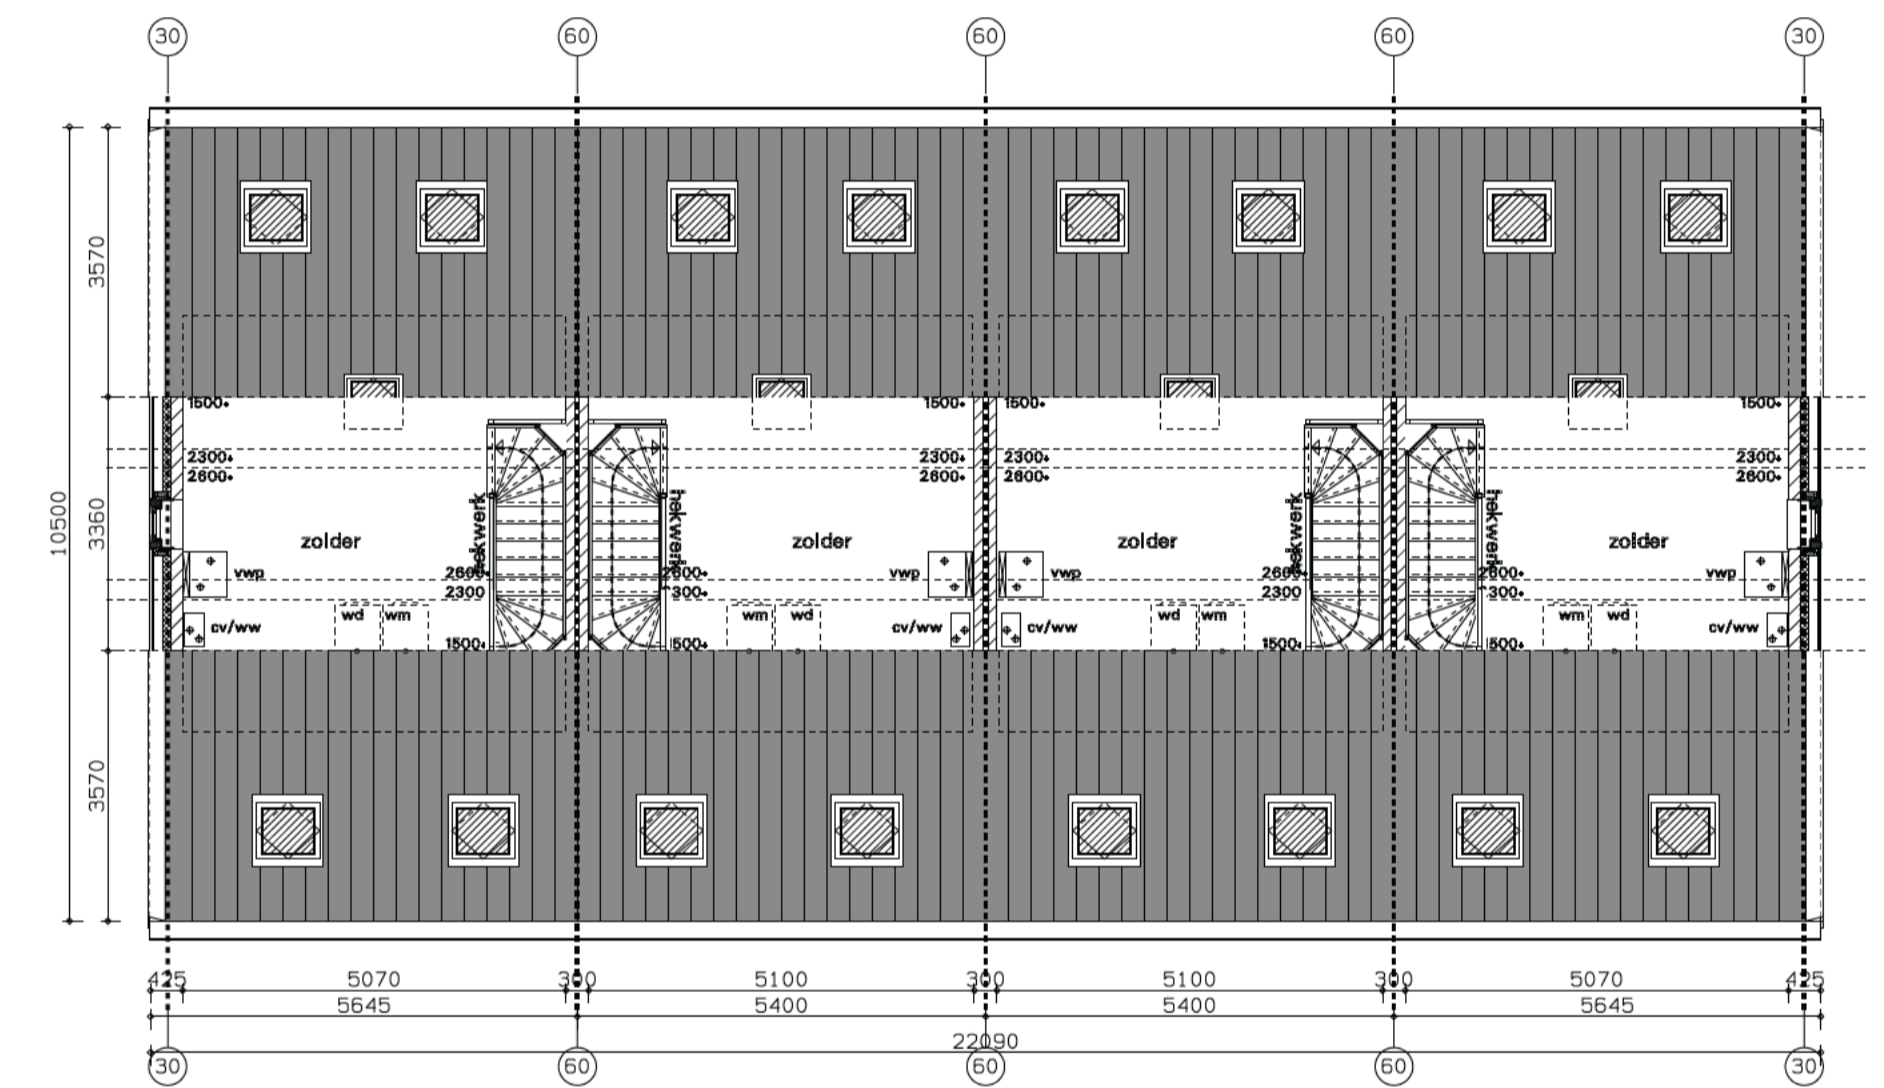 30 60 60 60 30
3570
1500+ 1500+ 1500+ 1500+
2300+ 2300+ 2300+ 2300+
2600+ 2600+ 2600+ 2600+
10500
3360
hekwerk hekwerk hekwerk hekwerk
zolder zolder zolder zolder
vwp 2600+ 2600+ vwp vwp 2600+ 2600+ vwp
2300 300+ 2300 300+
cv/ww wd wm wm wd cv/ww cv/ww wd wm wm wd cv/ww
1500+ 1500+ 1500+ 1500+
3570
425 5070 300 5100 300 5100 300 5070 425
5645 5400 5400 5645
22090
30 60 60 60 30